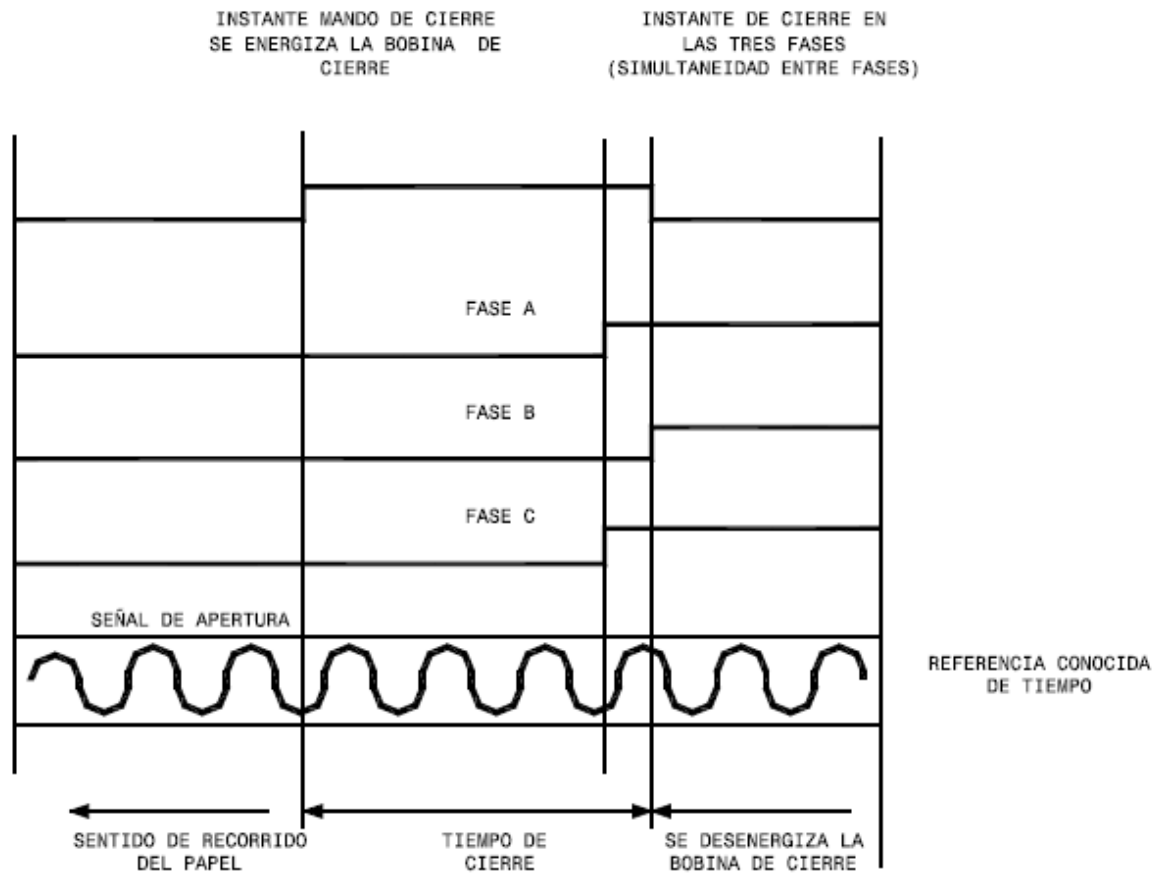 INSTANTE MANDO DE CIERRE
SE ENERGIZA LA BOBINA DE
CIERRE
INSTANTE DE CIERRE EN
LAS TRES FASES
(SIMULTANEIDAD ENTRE FASES)
FASE A
FASE B
FASE C
SEÑAL DE APERTURA
REFERENCIA CONOCIDA
DE TIEMPO
SENTIDO DE RECORRIDO
DEL PAPEL
TIEMPO DE
CIERRE
SE DESENERGIZA LA
BOBINA DE CIERRE